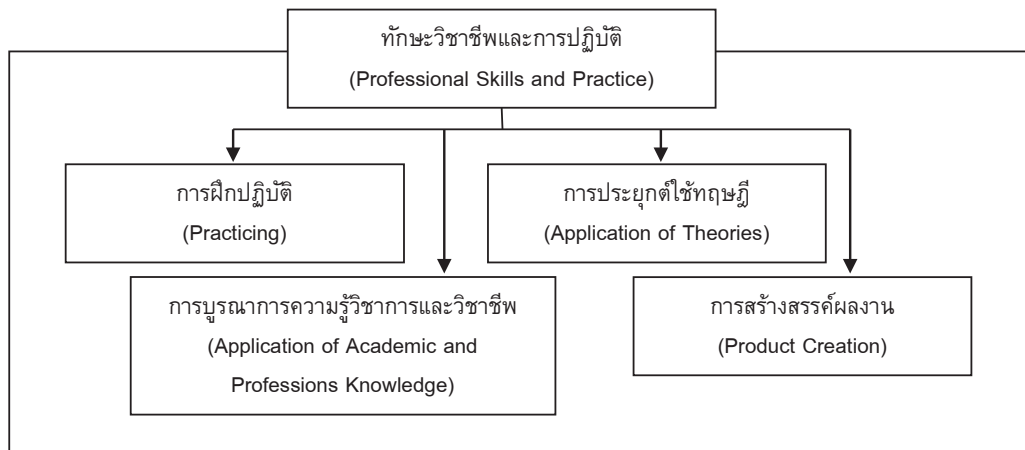 ทักษะวิชาชีพและการปฏิบัติ
(Professional Skills and Practice)
การฝึกปฏิบัติ
(Practicing)
การประยุกต์ใช้ทฤษฎี
(Application of Theories)
การบูรณาการความรู้วิชาการและวิชาชีพ
(Application of Academic and
Professions Knowledge)
การสร้างสรรค์ผลงาน
(Product Creation)